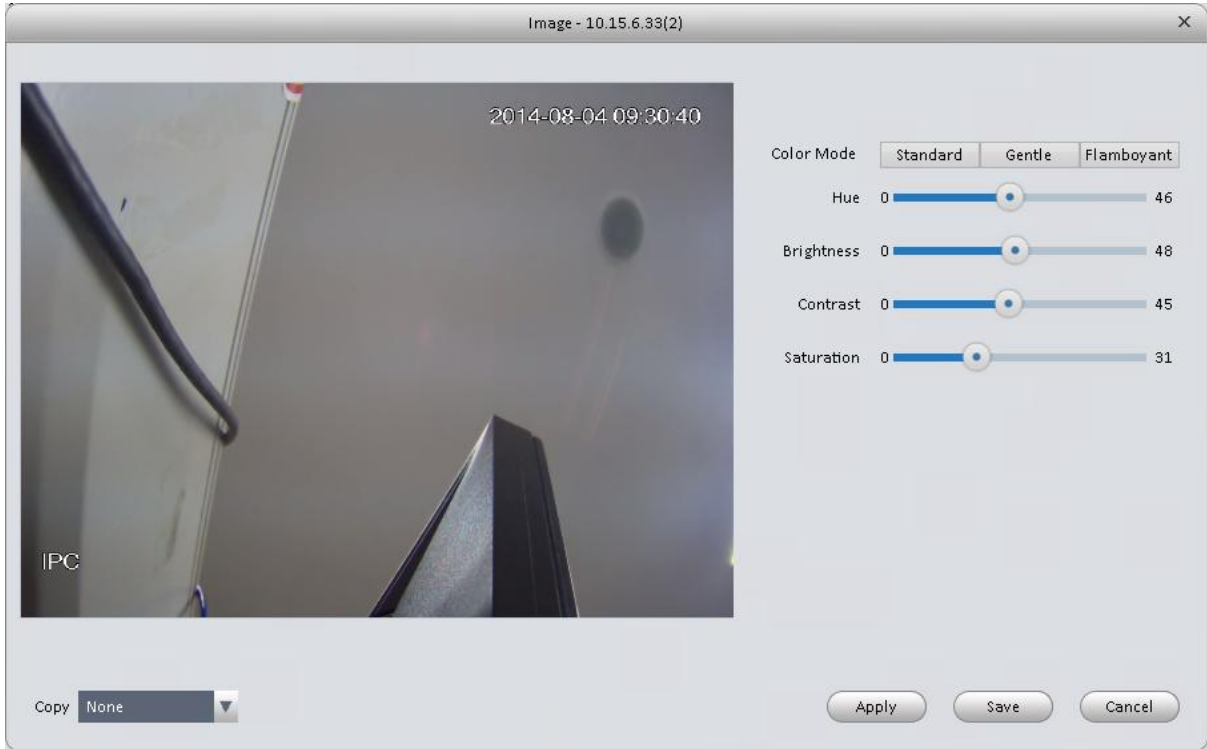 Image - 10.15.6.33(2)
2014-08-04 09:30:40
IPC
Color Mode Standard Gentle Flamboyant
Hue 0 46
Brightness 0 48
Contrast 0 45
Saturation 0 31
Copy None Apply Save Cancel